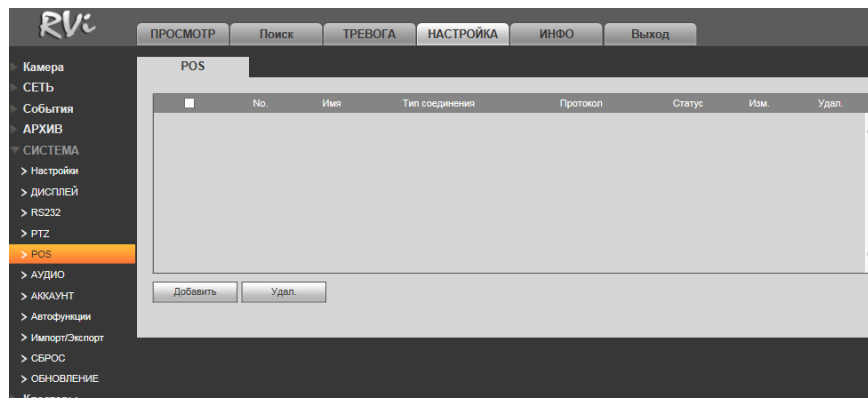 RVi
ПРОСМОТР Поиск ТРЕВОГА НАСТРОЙКА ИНФО Выход
Камера
СЕТЬ
События
АРХИВ
СИСТЕМА
Настройки
ДИСПЛЕЙ
RS232
PTZ
POS
АУДИО
АККАУНТ
Автофункции
Импорт/Экспорт
СБРОС
ОБНОВЛЕНИЕ
POS
No. Имя Тип соединения Протокол Статус Изм. Удал.
Добавить Удал.